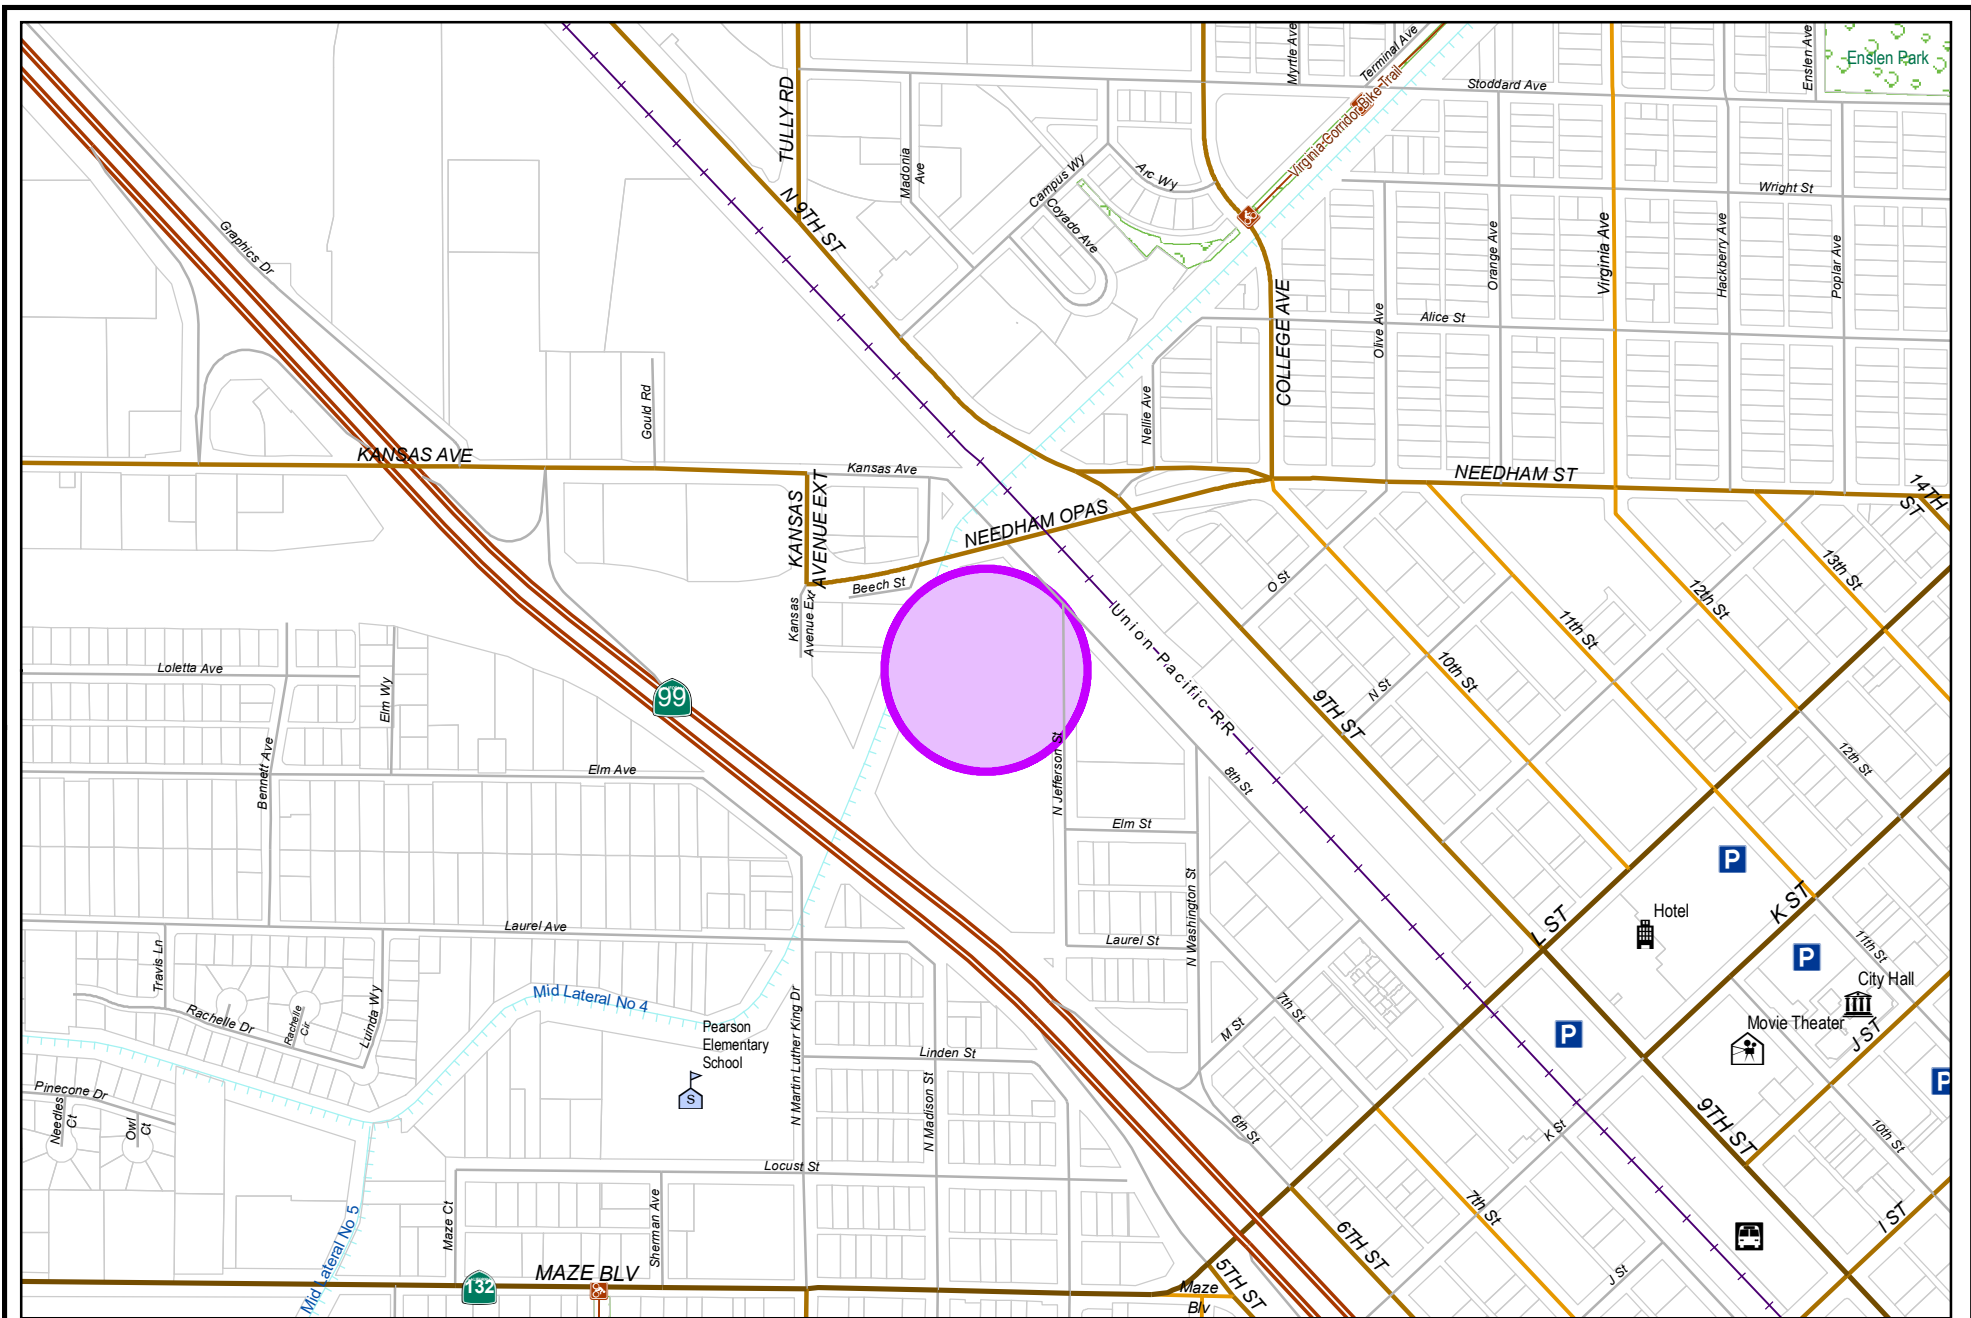 Enslen Park
Enslen Ave
Myrtle Ave
Terminal Ave
Virginia Corridor Bike Trail
Stoddard Ave
TULLY RD
Madonia
Ave
Campus Wy
Arc Wy
Coyado Ave
Wright St
N 9TH ST
Graphics Dr
Orange Ave
Virginia Ave
Hackberry Ave
Poplar Ave
COLLEGE AVE
Olive Ave
Alice St
Gould Rd
Nellie Ave
KANSAS AVE
Kansas Ave
NEEDHAM ST
14TH
ST
KANSAS
AVENUE EXT
NEEDHAM OPAS
Beech St
Kansas
Avenue Ext
O St
13th St
12th St
11th St
Union Pacific RR
10th St
N St
9TH ST
Loletta Ave
Elm Wy
99
Bennett Ave
Elm Ave
N Jefferson St
8th St
12th St
Elm St
P
K ST
Hotel
L ST
N Washington St
Laurel Ave
Laurel St
11th St
P
City Hall
Travis Ln
Rachelle Dr
Rachelle
Cir
Luinda Wy
Mid Lateral No 4
Pearson
Elementary
School
S
N Martin Luther King Dr
7th St
M St
P
Movie Theater
J ST
Linden St
N Madison St
P
Pinecone Dr
Needles
Ct
Owl
Ct
6th St
K St
9TH ST
10th St
Locust St
Maze Ct
Sherman Ave
Mid Lateral No 5
7th St
I ST
6TH ST
J St
MAZE BLV
132
Maze
Blv
5TH ST